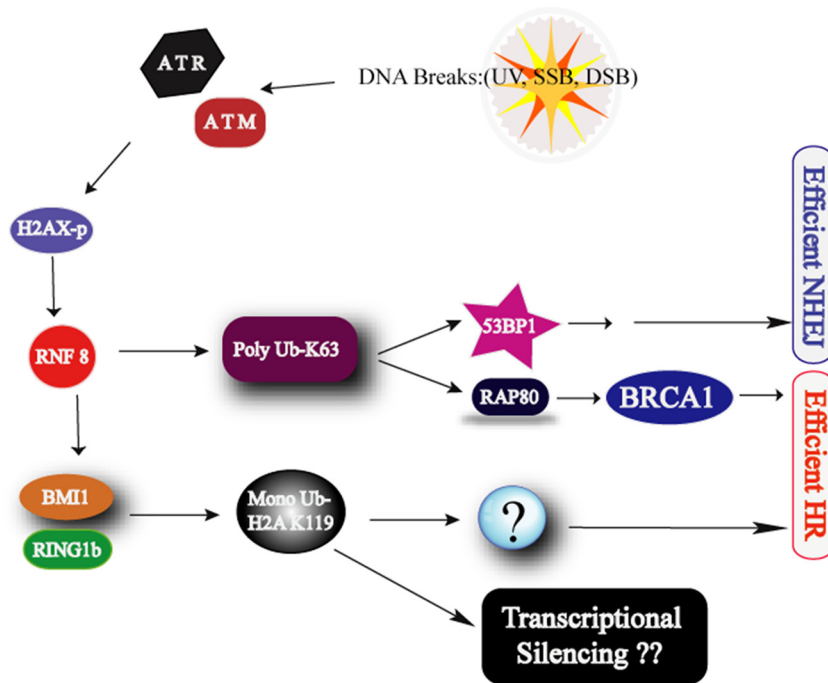 ATR
DNA Breaks:(UV, SSB, DSB)
ATM
H2AX-p
RNF 8
Poly Ub-K63
53BP1
RAP80
BRCA1
Efficient NHEJ
BMI1
RING1b
Mono Ub-
H2A K119
?
Efficient HR
Transcriptional
Silencing ??